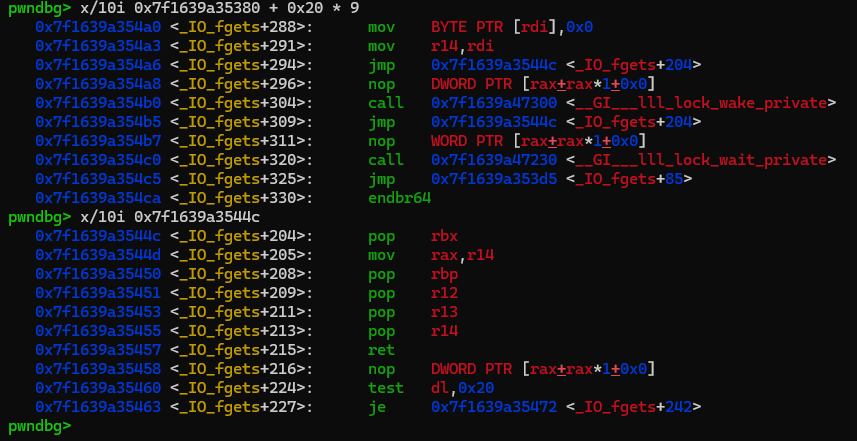 pwndbg> x/10i 0x7f1639a35380 + 0x20 * 9
0x7f1639a354a0 <_IO_fgets+288>: mov BYTE PTR [rdi],0x0
0x7f1639a354a3 <_IO_fgets+291>: mov r14,rdi
0x7f1639a354a6 <_IO_fgets+294>: jmp 0x7f1639a3544c <_IO_fgets+204>
0x7f1639a354a8 <_IO_fgets+296>: nop DWORD PTR [rax+rax*1+0x0]
0x7f1639a354b0 <_IO_fgets+304>: call 0x7f1639a47300 <__GI___lll_lock_wake_private>
0x7f1639a354b5 <_IO_fgets+309>: jmp 0x7f1639a3544c <_IO_fgets+204>
0x7f1639a354b7 <_IO_fgets+311>: nop WORD PTR [rax+rax*1+0x0]
0x7f1639a354c0 <_IO_fgets+320>: call 0x7f1639a47230 <__GI___lll_lock_wait_private>
0x7f1639a354c5 <_IO_fgets+325>: jmp 0x7f1639a353d5 <_IO_fgets+85>
0x7f1639a354ca <_IO_fgets+330>: endbr64
pwndbg> x/10i 0x7f1639a3544c
0x7f1639a3544c <_IO_fgets+204>: pop rbx
0x7f1639a3544d <_IO_fgets+205>: mov rax,r14
0x7f1639a35450 <_IO_fgets+208>: pop rbp
0x7f1639a35451 <_IO_fgets+209>: pop r12
0x7f1639a35453 <_IO_fgets+211>: pop r13
0x7f1639a35455 <_IO_fgets+213>: pop r14
0x7f1639a35457 <_IO_fgets+215>: ret
0x7f1639a35458 <_IO_fgets+216>: nop DWORD PTR [rax+rax*1+0x0]
0x7f1639a35460 <_IO_fgets+224>: test dl,0x20
0x7f1639a35463 <_IO_fgets+227>: je 0x7f1639a35472 <_IO_fgets+242>
pwndbg>